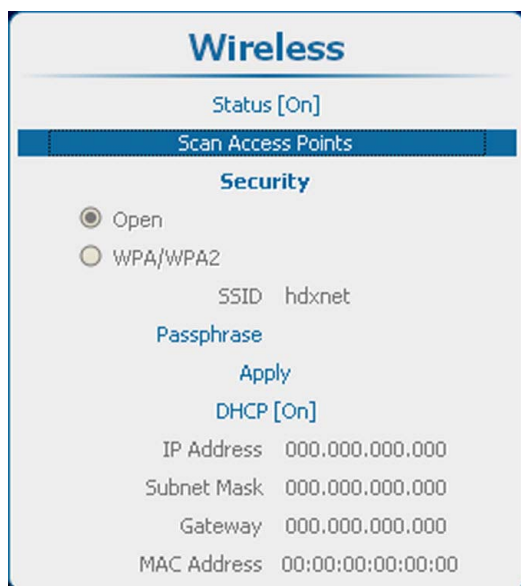 Wireless
Status [On]
Scan Access Points
Security
Open
WPA/WPA2
SSID hdxnet
Passphrase
Apply
DHCP [On]
IP Address 000.000.000.000
Subnet Mask 000.000.000.000
Gateway 000.000.000.000
MAC Address 00:00:00:00:00:00